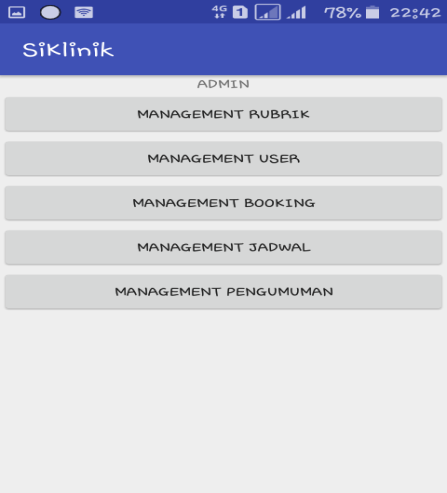 4G 1 78% 22:42
SiKlinik
ADMIN
MANAGEMENT RUBRIK
MANAGEMENT USER
MANAGEMENT BOOKING
MANAGEMENT JADWAL
MANAGEMENT PENGUMUMAN